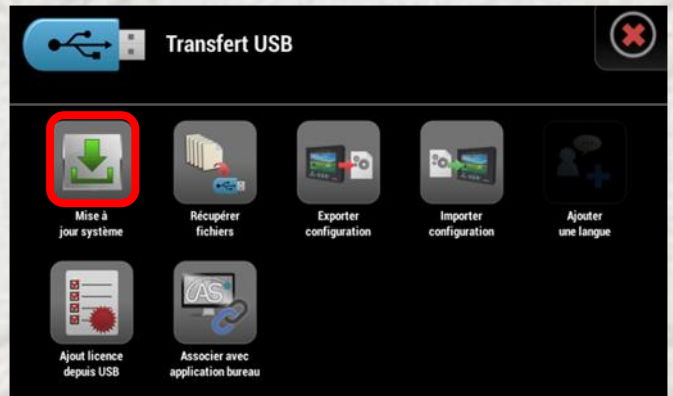 Transfert USB
Mise à
jour système
Récupérer
fichiers
Exporter
configuration
Importer
configuration
Ajouter
une langue
Ajout licence
depuis USB
Associer avec
application bureau